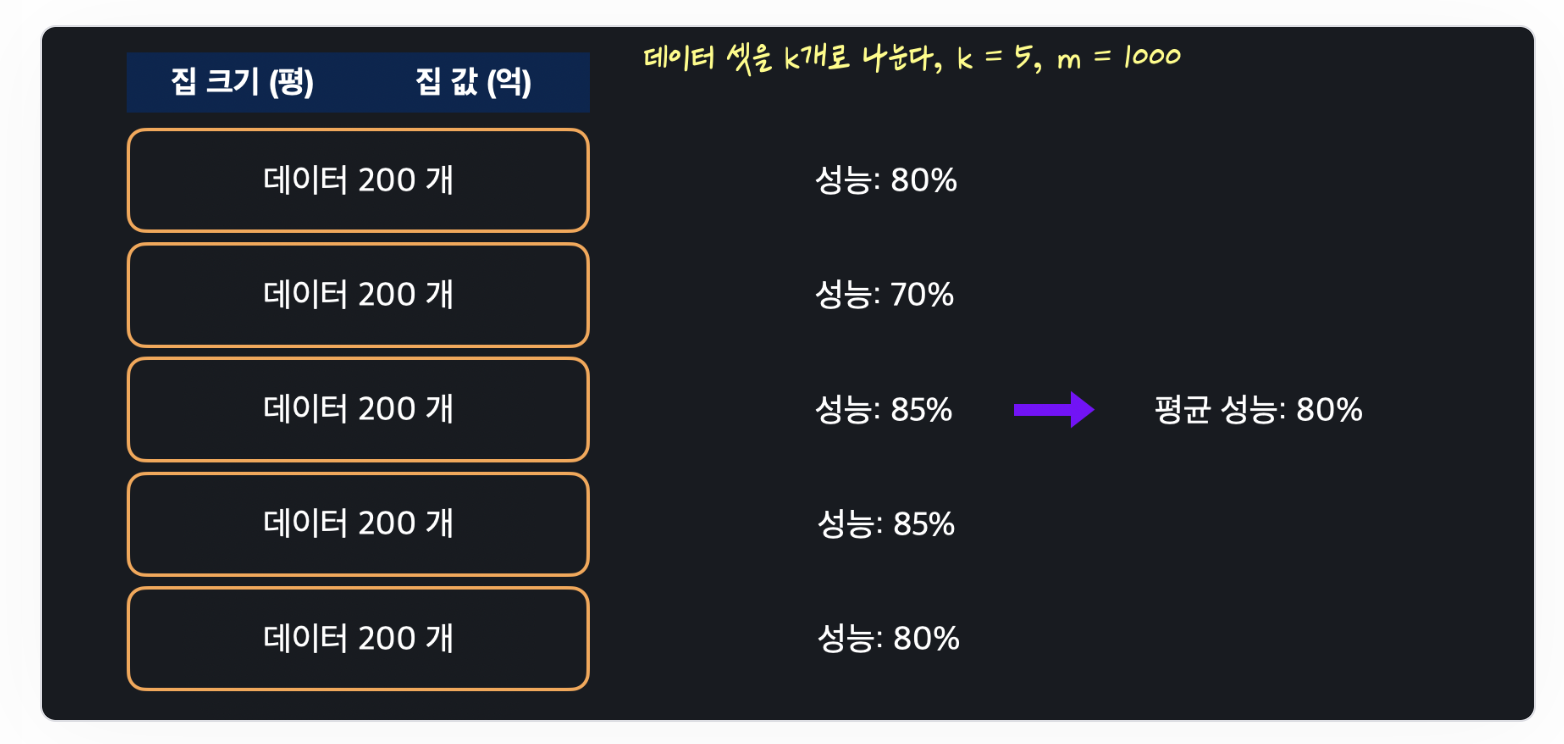 데이터 셋을 k개로 나눈다, k = 5, m = 1000
집 크기 (평) 집 값 (억)
데이터 200 개 성능: 80%
데이터 200 개 성능: 70%
데이터 200 개 성능: 85% 평균 성능: 80%
데이터 200 개 성능: 85%
데이터 200 개 성능: 80%